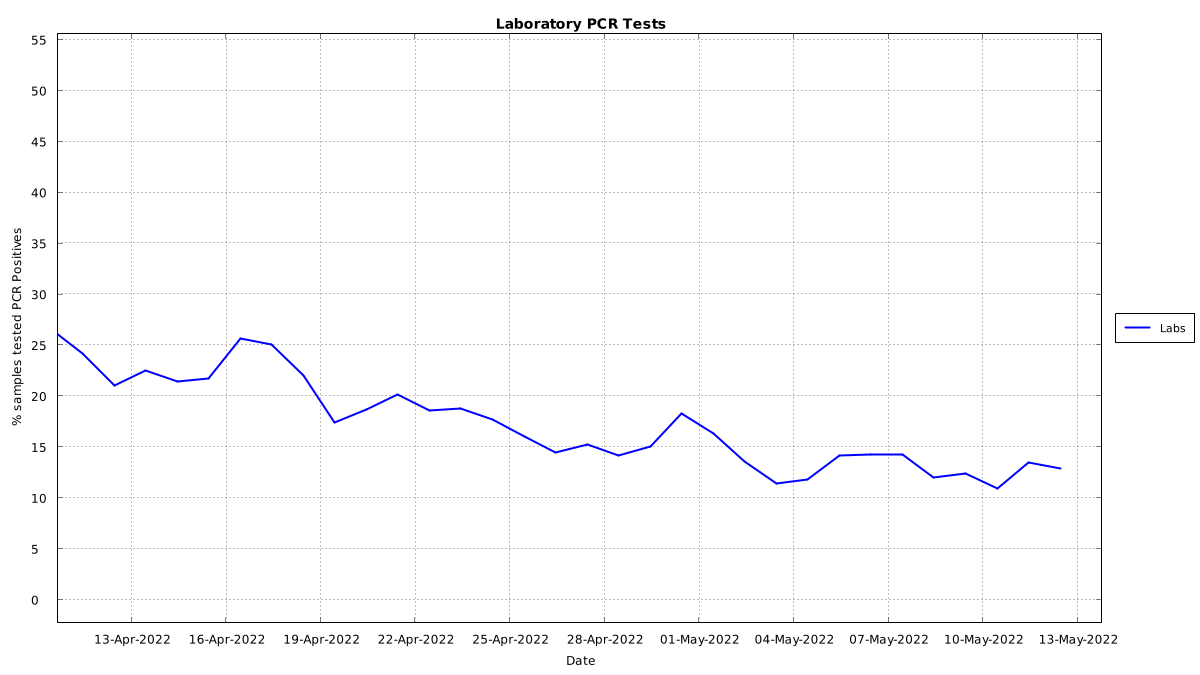 Laboratory PCR Tests
55
50
45
40
35
30
25
20
15
10
5
0
% samples tested PCR Positives
13-Apr-2022 16-Apr-2022 19-Apr-2022 22-Apr-2022 25-Apr-2022 28-Apr-2022 01-May-2022 04-May-2022 07-May-2022 10-May-2022 13-May-2022
Date
Labs